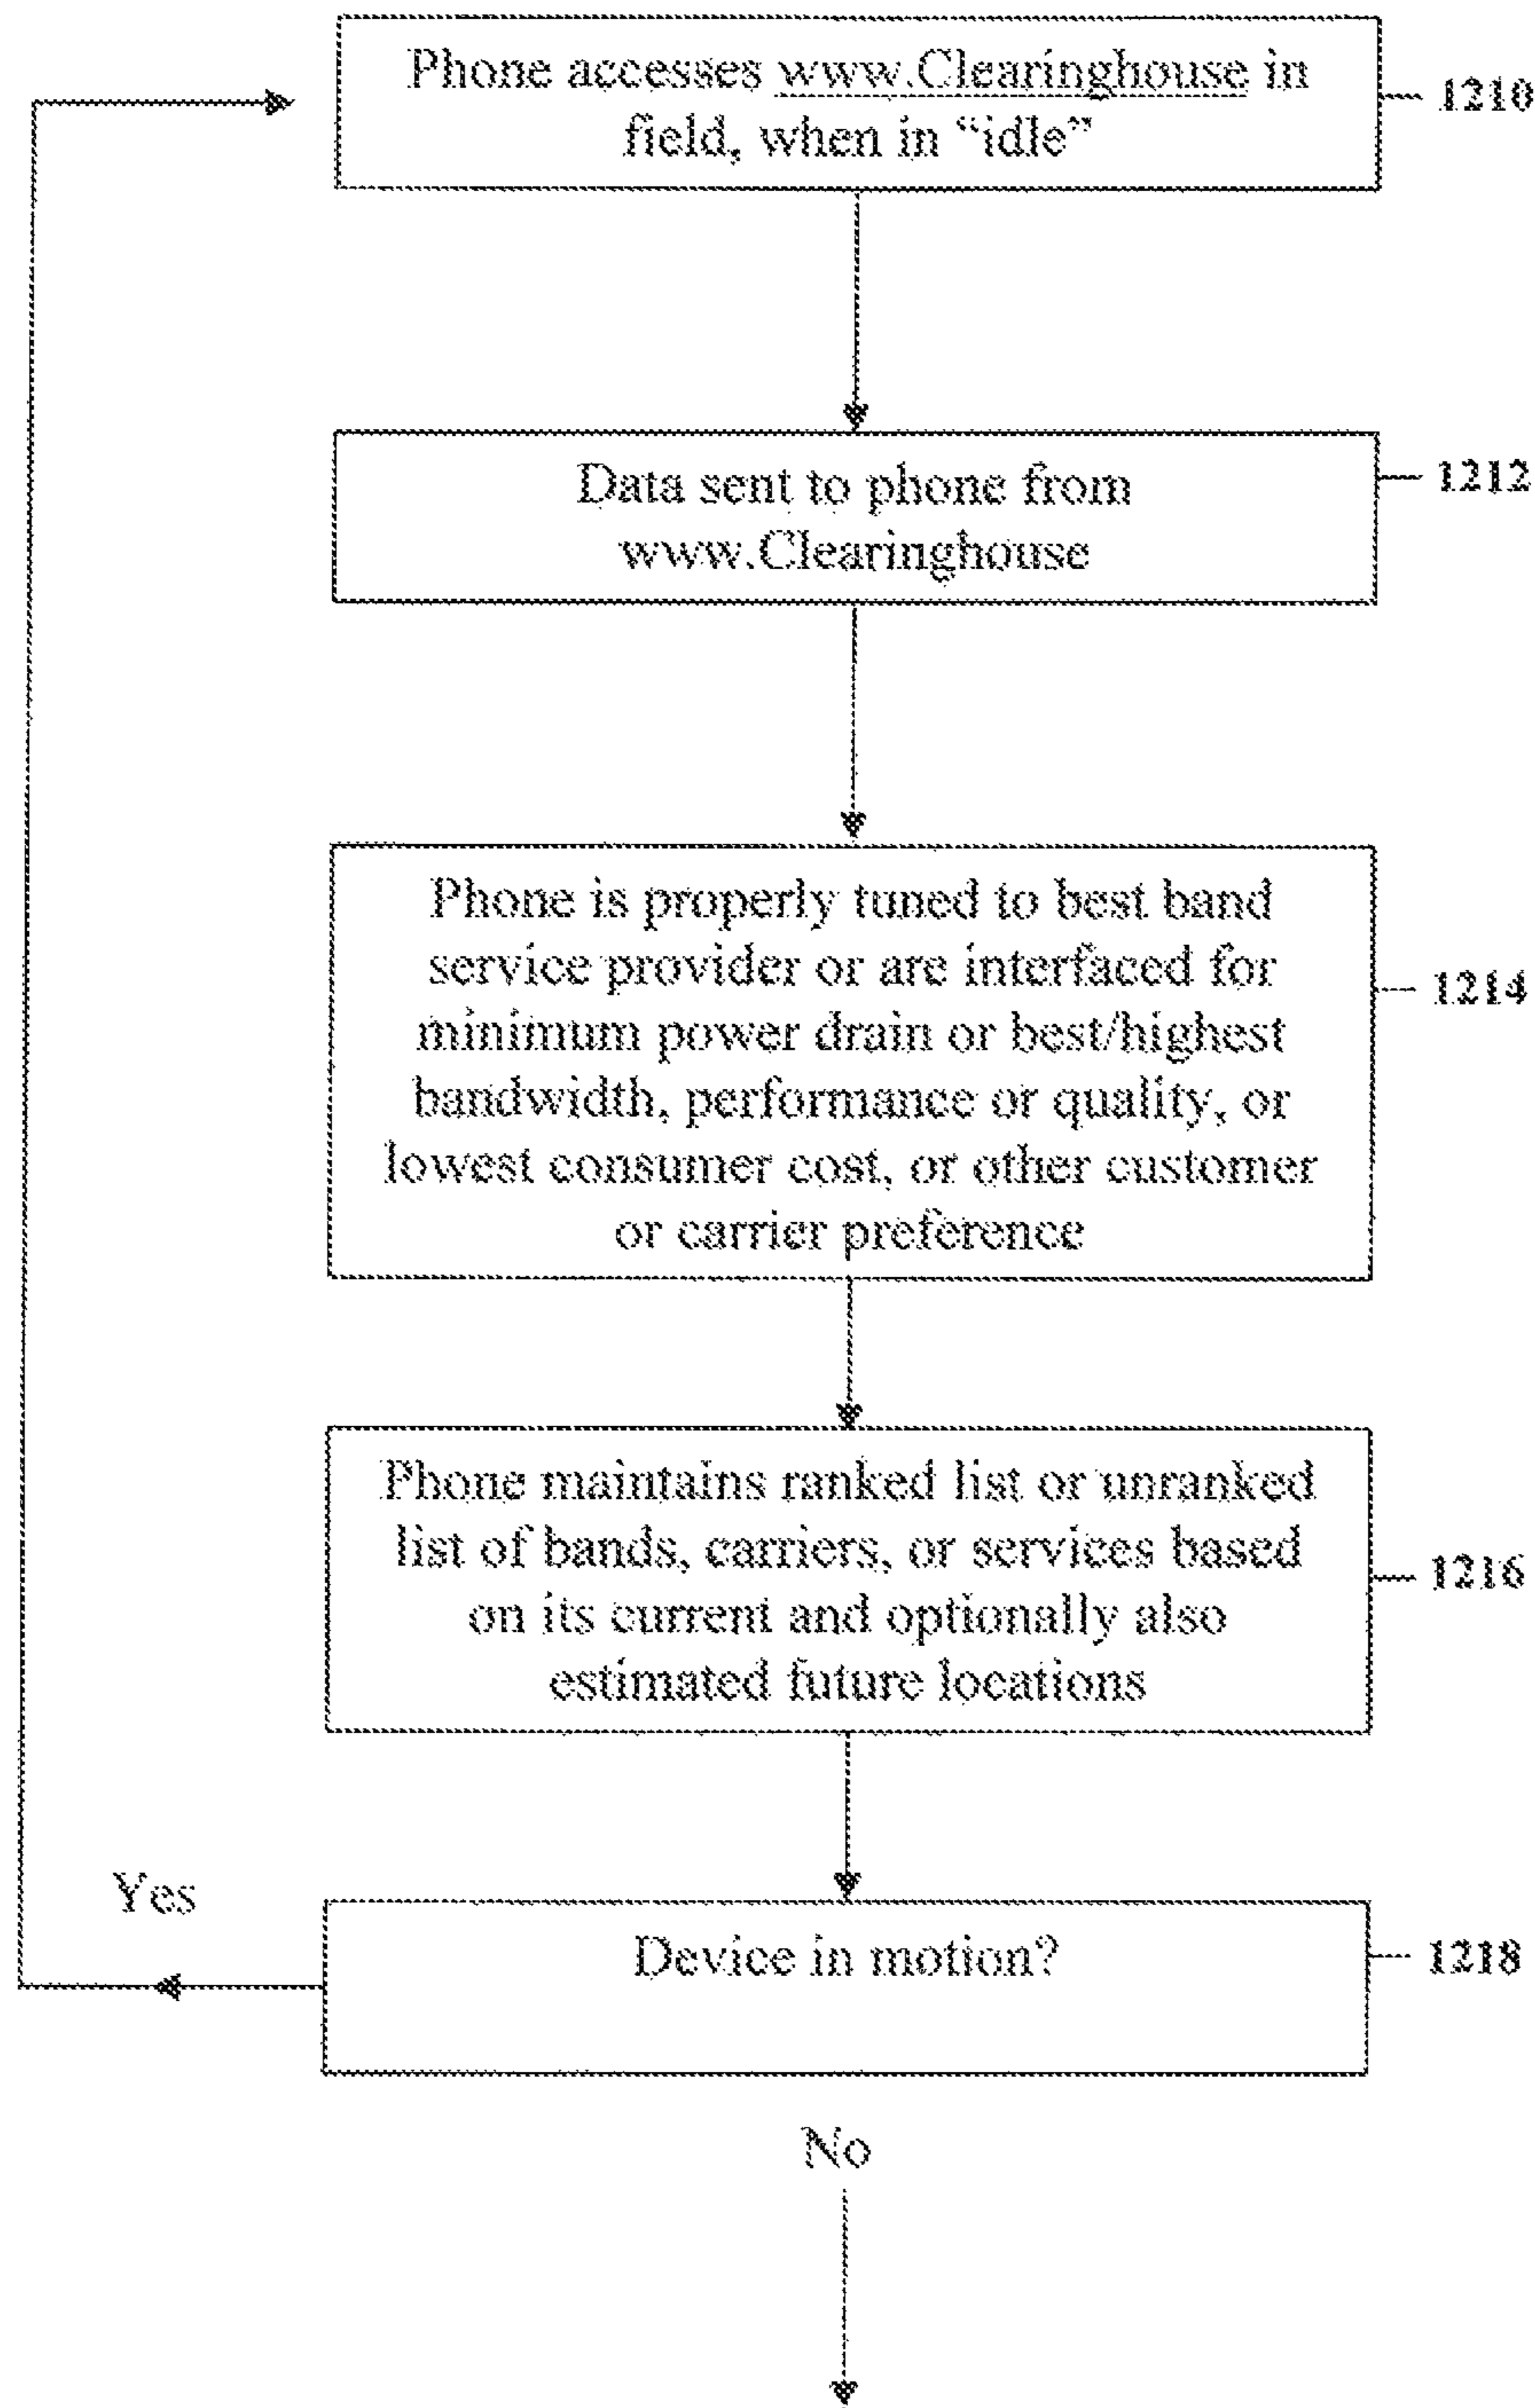 Phone accesses www.Clearinghouse in
field, when in “idle”
1210
Data sent to phone from
www.Clearinghouse
1212
Phone is properly tuned to best band
service provider or are interfaced for
minimum power drain or best/highest
bandwidth, performance or quality, or
lowest consumer cost, or other customer
or carrier preference
1214
Phone maintains ranked list or unranked
list of bands, carriers, or services based
on its current and optionally also
estimated future locations
1216
Yes
Device in motion?
1218
No